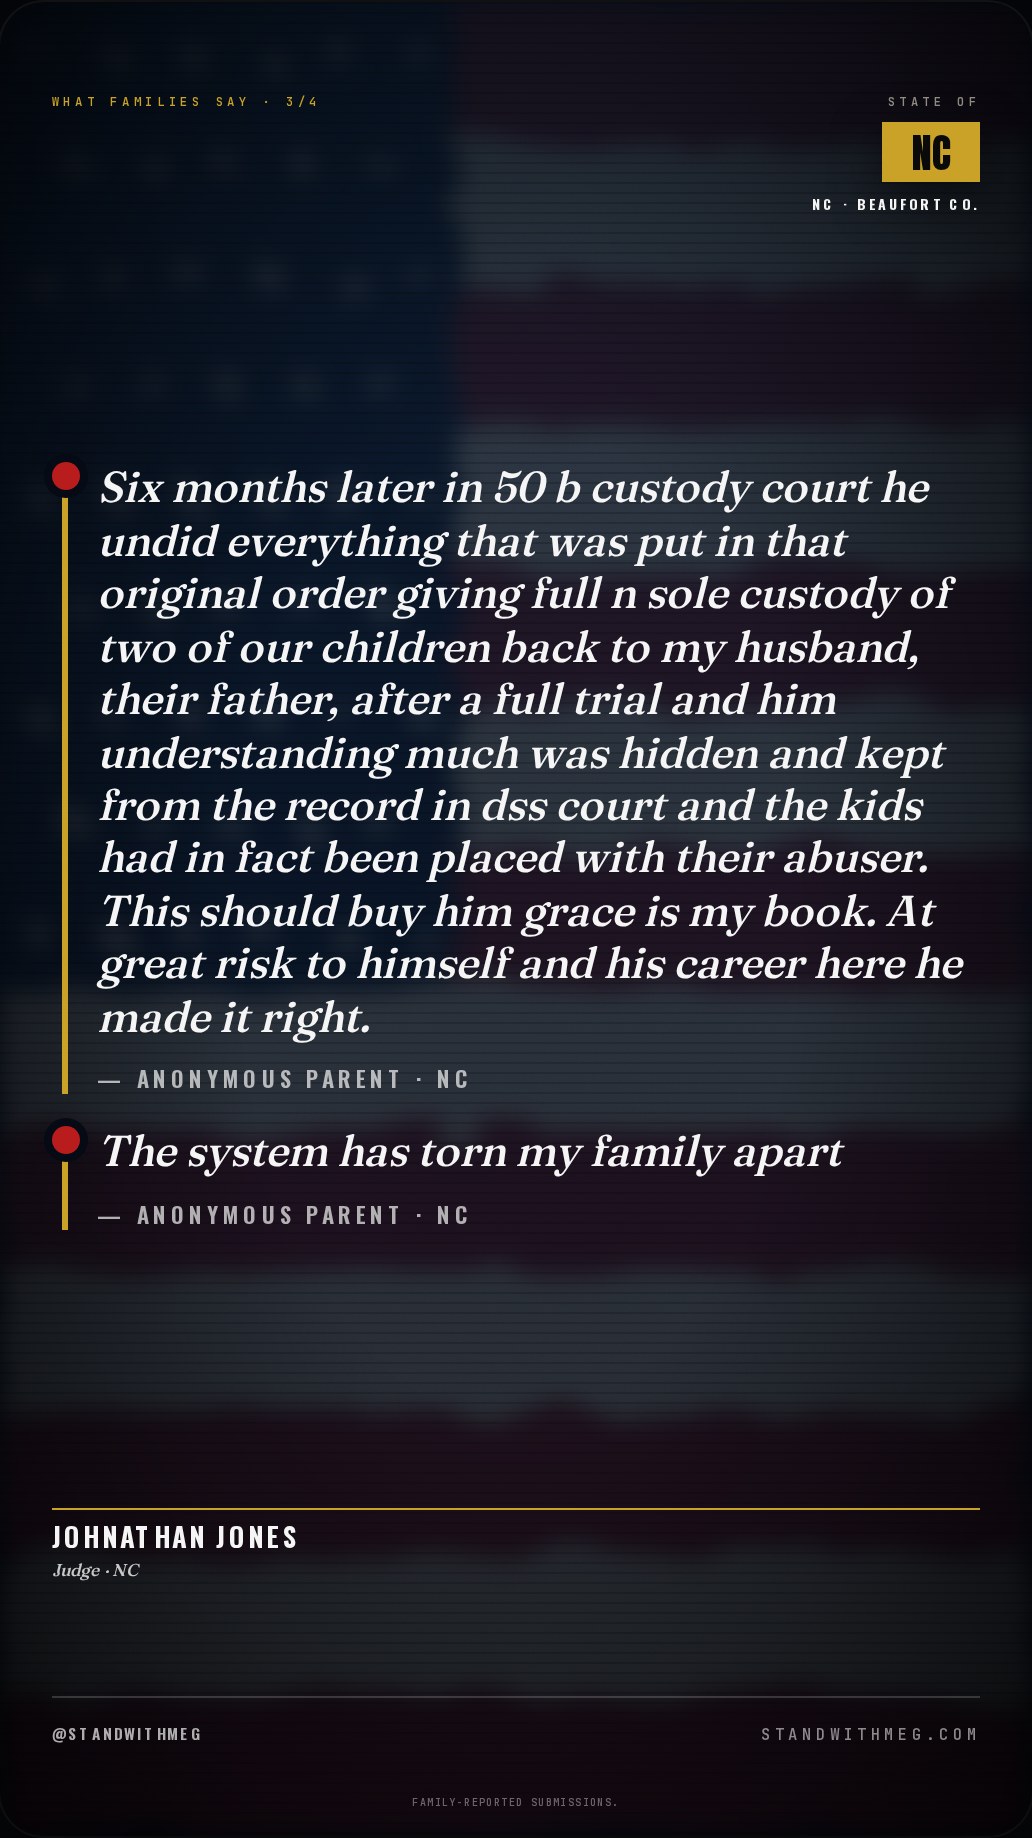 WHAT FAMILIES SAY · 3/4
STATE OF
NC
NC · BEAUFORT CO.
Six months later in 50 b custody court he
undid everything that was put in that
original order giving full n sole custody of
two of our children back to my husband,
their father, after a full trial and him
understanding much was hidden and kept
from the record in dss court and the kids
had in fact been placed with their abuser.
This should buy him grace is my book. At
great risk to himself and his career here he
made it right.
— ANONYMOUS PARENT · NC
The system has torn my family apart
— ANONYMOUS PARENT · NC
JOHNATHAN JONES
Judge · NC
@STANDWITHMEG
STANDWITHMEG.COM
FAMILY-REPORTED SUBMISSIONS.